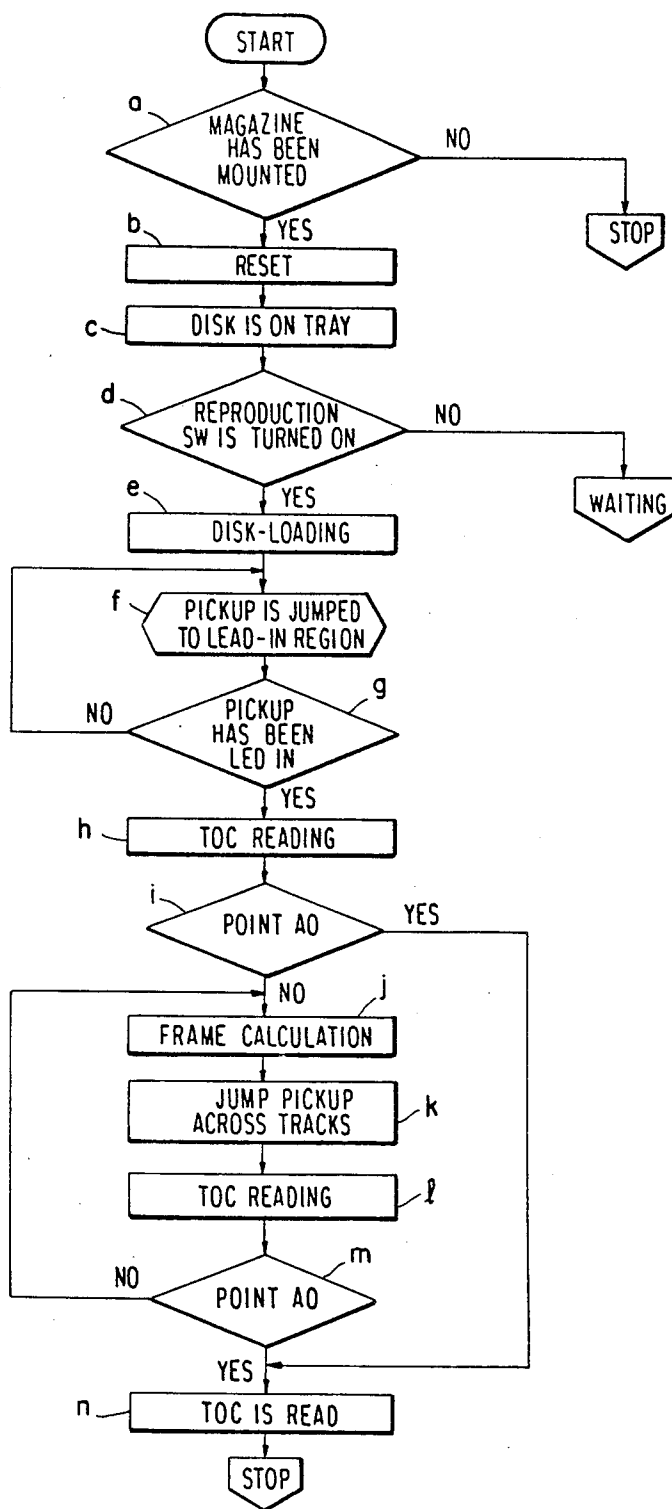 START
a
MAGAZINE
HAS BEEN
MOUNTED
NO
STOP
YES
b
RESET
c
DISK IS ON TRAY
d
REPRODUCTION
SW IS TURNED ON
NO
WAITING
YES
e
DISK-LOADING
f
PICKUP IS JUMPED
TO LEAD-IN REGION
g
PICKUP
HAS BEEN
LED IN
NO
YES
h
TOC READING
i
POINT A0
YES
NO
j
FRAME CALCULATION
JUMP PICKUP
ACROSS TRACKS
k
TOC READING
ℓ
m
NO
POINT A0
YES
n
TOC IS READ
STOP